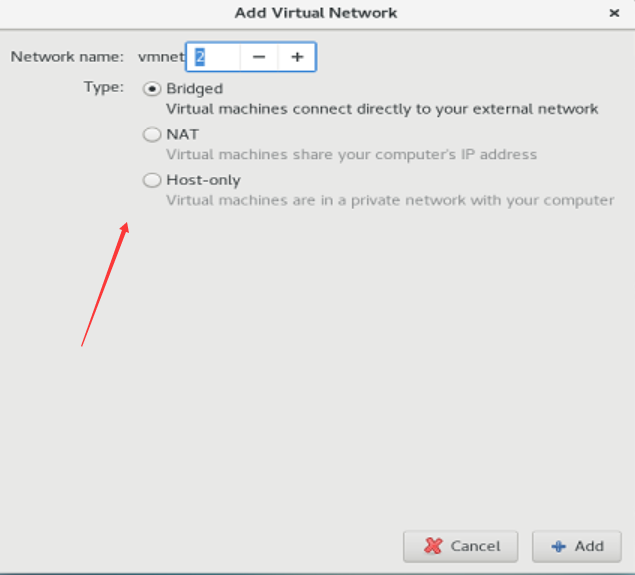 Add Virtual Network
Network name: vmnet 2
Type: Bridged
Virtual machines connect directly to your external network
NAT
Virtual machines share your computer's IP address
Host-only
Virtual machines are in a private network with your computer
Cancel Add